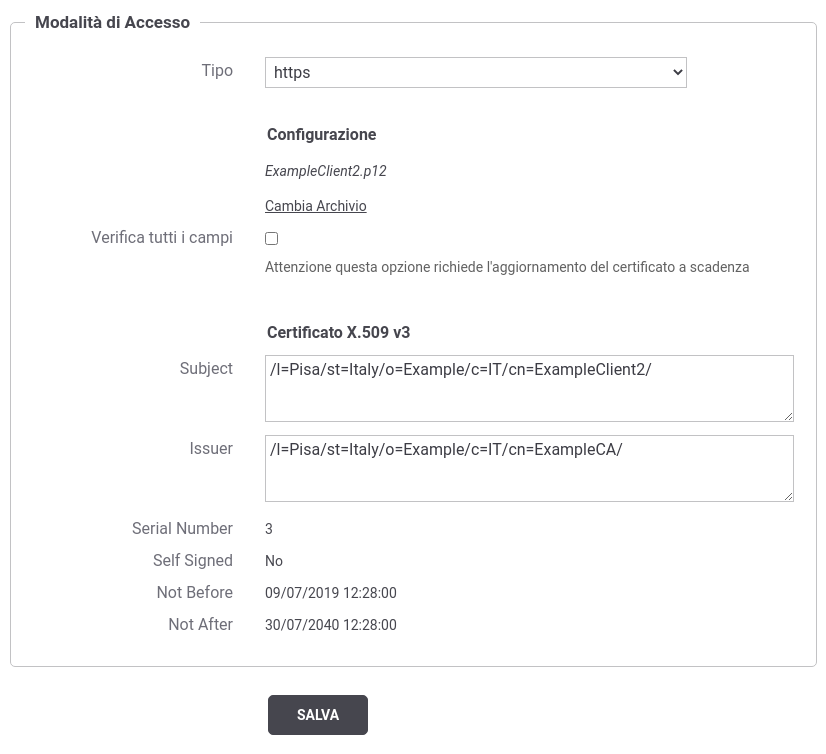 Modalità di Accesso
Tipo
https
Configurazione
ExampleClient2.p12
Cambia Archivio
Verifica tutti i campi
Attenzione questa opzione richiede l'aggiornamento del certificato a scadenza
Certificato X.509 v3
Subject
/l=Pisa/st=Italy/o=Example/c=IT/cn=ExampleClient2/
Issuer
/l=Pisa/st=Italy/o=Example/c=IT/cn=ExampleCA/
Serial Number 3
Self Signed No
Not Before 09/07/2019 12:28:00
Not After 30/07/2040 12:28:00
SALVA